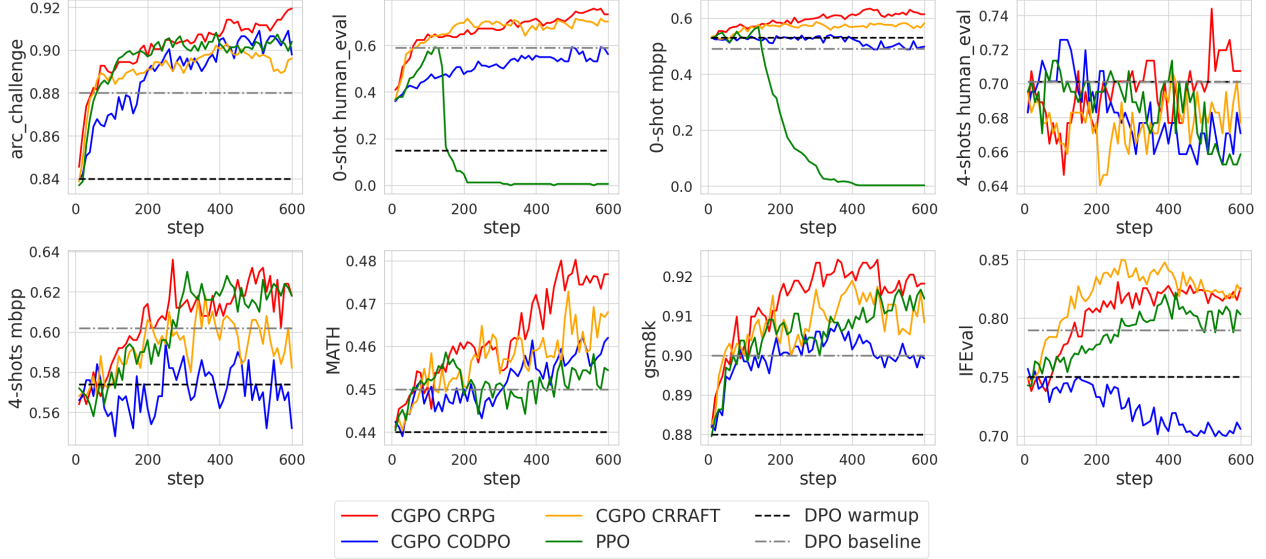 arc_challenge
0.92
0.90
0.88
0.86
0.84
0 200 400 600
step
0-shot human_eval
0.6
0.4
0.2
0.0
0 200 400 600
step
0-shot mbpp
0.6
0.4
0.2
0.0
0 200 400 600
step
4-shots human_eval
0.74
0.72
0.70
0.68
0.66
0.64
0 200 400 600
step
4-shots mbpp
0.64
0.62
0.60
0.58
0.56
0 200 400 600
step
MATH
0.48
0.47
0.46
0.45
0.44
0 200 400 600
step
gsm8k
0.92
0.91
0.90
0.89
0.88
0 200 400 600
step
IFEval
0.85
0.80
0.75
0.70
0 200 400 600
step
CGPO CRPG
CGPO CODPO
CGPO CRRAFT
PPO
DPO warmup
DPO baseline